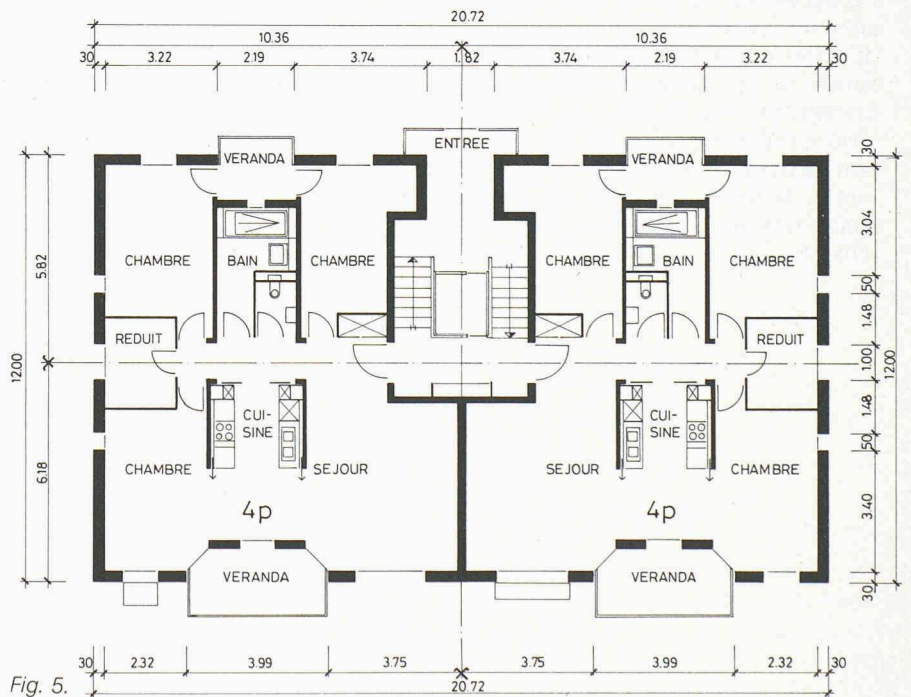 20.72
10.36 10.36
30 3.22 2.19 3.74 1.82 3.74 2.19 3.22 30
ENTREE
VERANDA VERANDA
30
3.04
5.82
CHAMBRE BAIN CHAMBRE CHAMBRE BAIN CHAMBRE
50
1.48
REDUIT REDUIT
12.00 1.00 12.00
1.48
CUI- CUI-
SINE SINE
50
6.18
CHAMBRE SEJOUR SEJOUR CHAMBRE
4p 4p
3.40
VERANDA VERANDA
30
30 2.32 3.99 3.75 3.75 3.99 2.32 30
Fig. 5. 20.72